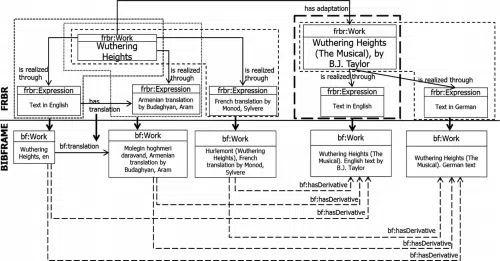 has adaptation
frbr:Work
Wuthering
Heights
frbr:Work
Wuthering Heights
(The Musical), by
B.J. Taylor
is realized
through
is realized
through
is realized
through
is realized
through
is realized
through
FRBR
frbr:Expression
Text in English
has
translation
frbr:Expression
Armenian translation
by Budaghyan, Aram
frbr:Expression
French translation by
Monod, Sylvere
frbr:Expression
Text in English
frbr:Expression
Text in German
BIBFRAME
bf:Work
Wuthering
Heights, en
bf:translation
bf:Work
Molegin hoghmeri
daravand, Armenian
translation by
Budaghyan, Aram
bf:Work
Hurlemont (Wuthering
Heights), French
translation by Monod,
Sylvere
bf:Work
Wuthering Heights (The
Musical). English text by
B.J. Taylor
bf:Work
Wuthering Heights (The
Musical). German text
bf:hasDerivative
bf:hasDerivative
bf:hasDerivative
bf:hasDerivative
bf:hasDerivative
bf:hasDerivative